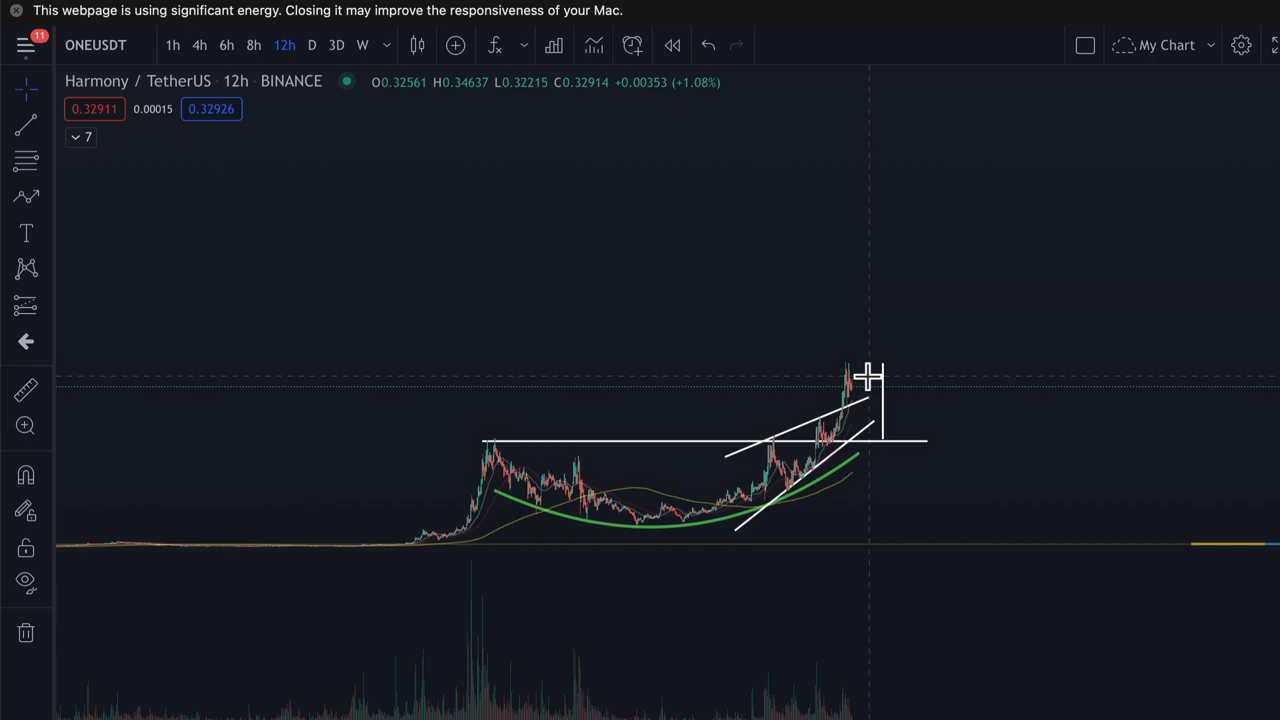 This webpage is using significant energy. Closing it may improve the responsiveness of your Mac.
11 ONEUSDT 1h 4h 6h 8h 12h D 3D W My Chart
Harmony / TetherUS · 12h · BINANCE O0.32561 H0.34637 L0.32215 C0.32914 +0.00353 (+1.08%)
0.32911 0.00015 0.32926
7